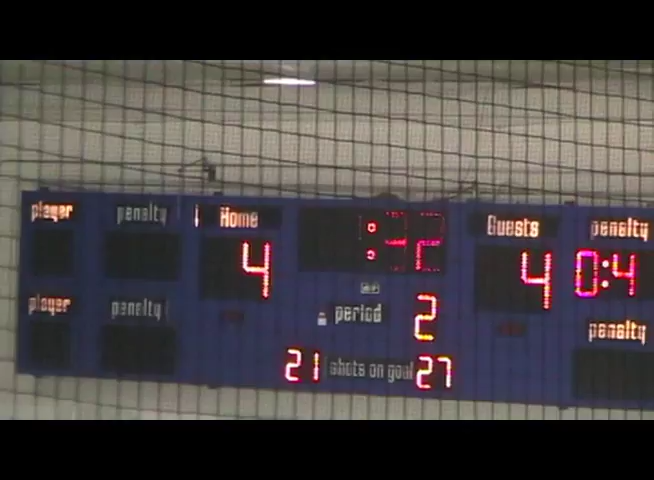 player penalty Home : Guests penalty
4 4 0:4
player penalty period 2 penalty
21 shots on goal 27